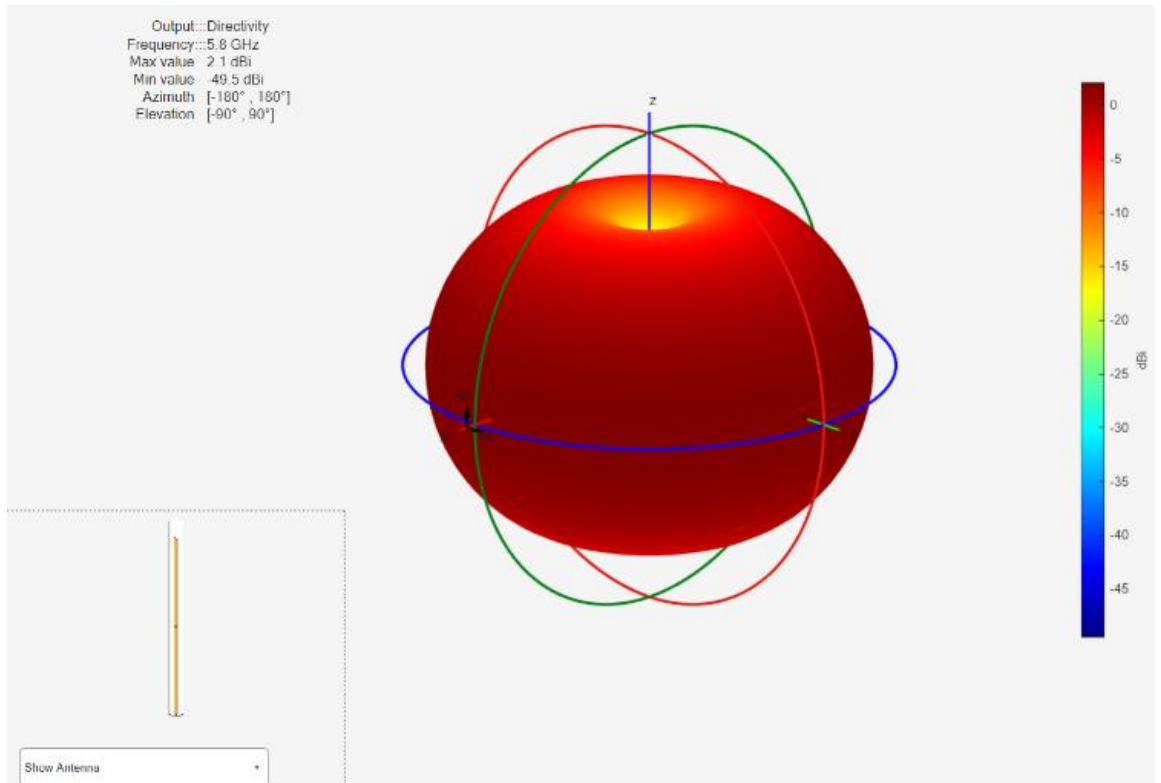 Output:::Directivity
Frequency:::5.8 GHz
Max value 2.1 dBi
Min value -49.5 dBi
Azimuth [-180° , 180°]
Elevation [-90° , 90°]
z
0
-5
-10
-15
-20
-25
-30
-35
-40
-45
dBi
Show Antenna